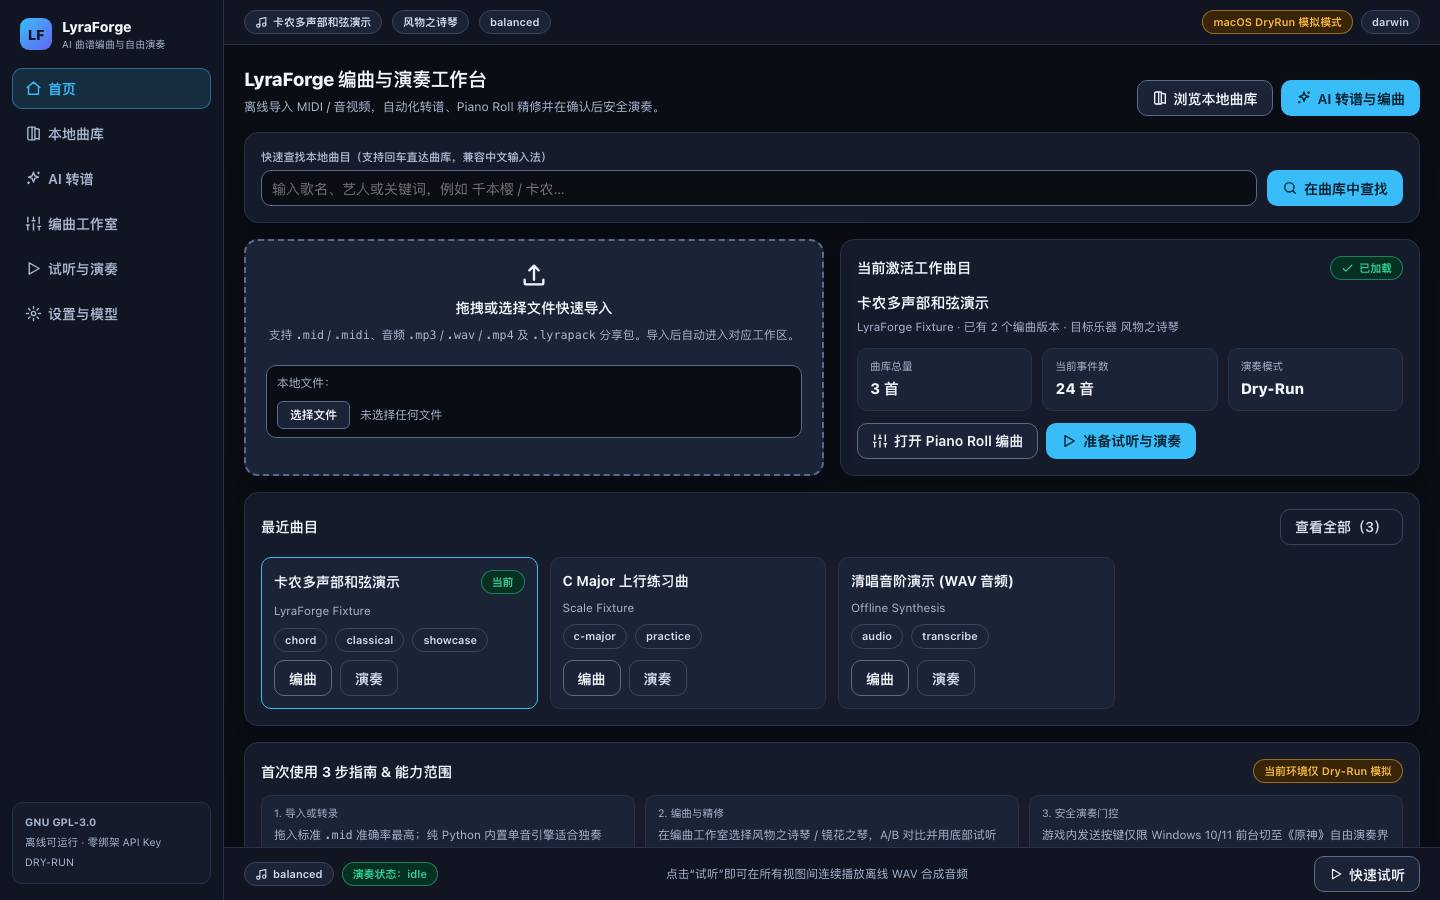 LF
LyraForge
AI 曲谱编曲与自由演奏
首页
本地曲库
AI 转谱
编曲工作室
试听与演奏
设置与模型
GNU GPL-3.0
离线可运行 · 零绑架 API Key
DRY-RUN
卡农多声部和弦演示
风物之诗琴
balanced
macOS DryRun 模拟模式
darwin
LyraForge 编曲与演奏工作台
离线导入 MIDI / 音视频，自动化转谱、Piano Roll 精修并在确认后安全演奏。
浏览本地曲库
AI 转谱与编曲
快速查找本地曲目（支持回车直达曲库，兼容中文输入法）
输入歌名、艺人或关键词，例如 千本樱 / 卡农...
在曲库中查找
拖拽或选择文件快速导入
支持 .mid / .midi、音频 .mp3 / .wav / .mp4 及 .lyrapack 分享包。导入后自动进入对应工作区。
本地文件：
选择文件
未选择任何文件
当前激活工作曲目
已加载
卡农多声部和弦演示
LyraForge Fixture · 已有 2 个编曲版本 · 目标乐器 风物之诗琴
曲库总量
3 首
当前事件数
24 音
演奏模式
Dry-Run
打开 Piano Roll 编曲
准备试听与演奏
最近曲目
查看全部（3）
卡农多声部和弦演示
当前
LyraForge Fixture
chord
classical
showcase
编曲
演奏
C Major 上行练习曲
Scale Fixture
c-major
practice
编曲
演奏
清唱音阶演示 (WAV 音频)
Offline Synthesis
audio
transcribe
编曲
演奏
首次使用 3 步指南 & 能力范围
当前环境仅 Dry-Run 模拟
1. 导入或转录
拖入标准 .mid 准确率最高；纯 Python 内置单音引擎适合独奏
2. 编曲与精修
在编曲工作室选择风物之诗琴 / 镜花之琴，A/B 对比并用底部试听
3. 安全演奏门控
游戏内发送按键仅限 Windows 10/11 前台切至《原神》自由演奏界
balanced
演奏状态：idle
点击“试听”即可在所有视图间连续播放离线 WAV 合成音频
快速试听